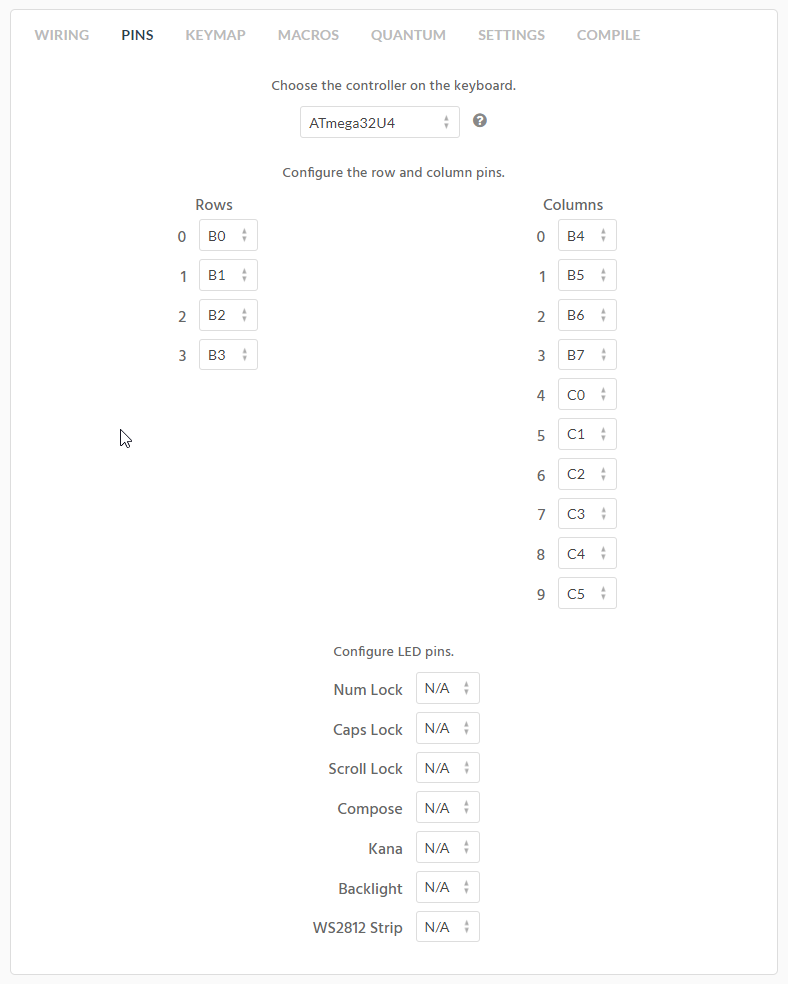 WIRING PINS KEYMAP MACROS QUANTUM SETTINGS COMPILE
Choose the controller on the keyboard.
ATmega32U4 ?
Configure the row and column pins.
Rows Columns
0 B0 0 B4
1 B1 1 B5
2 B2 2 B6
3 B3 3 B7
4 C0
5 C1
6 C2
7 C3
8 C4
9 C5
Configure LED pins.
Num Lock N/A
Caps Lock N/A
Scroll Lock N/A
Compose N/A
Kana N/A
Backlight N/A
WS2812 Strip N/A